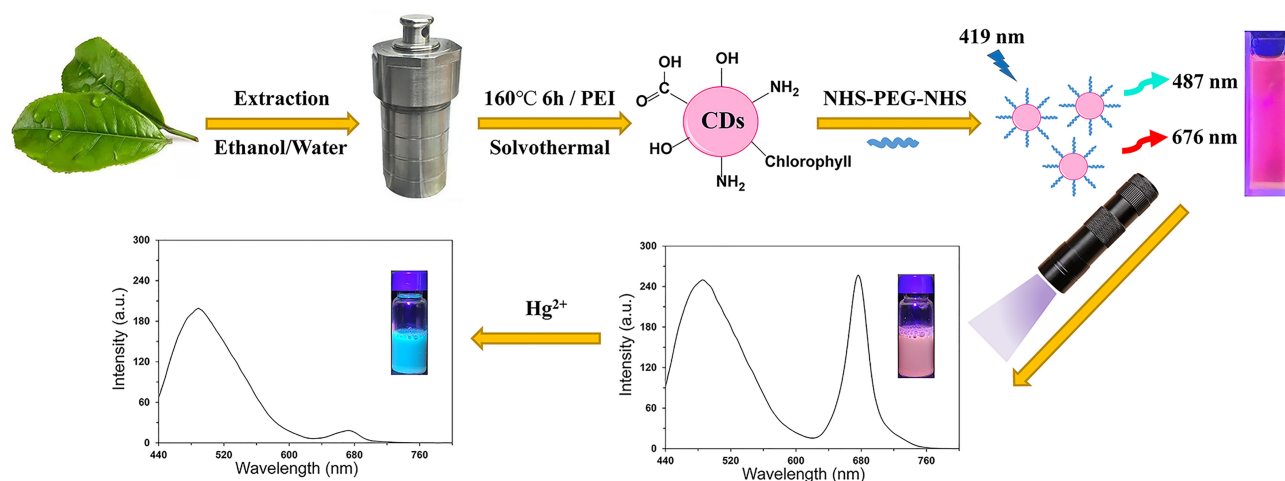 Extraction
Ethanol/Water
160℃ 6h / PEI
Solvothermal
OH
OH
O
NH₂
CDs
HO
Chlorophyll
NH₂
NHS-PEG-NHS
419 nm
487 nm
676 nm
300
240
180
120
60
0
Intensity (a.u.)
440 520 600 680 760
Wavelength (nm)
Hg²⁺
300
240
180
120
60
0
Intensity (a.u.)
440 520 600 680 760
Wavelength (nm)